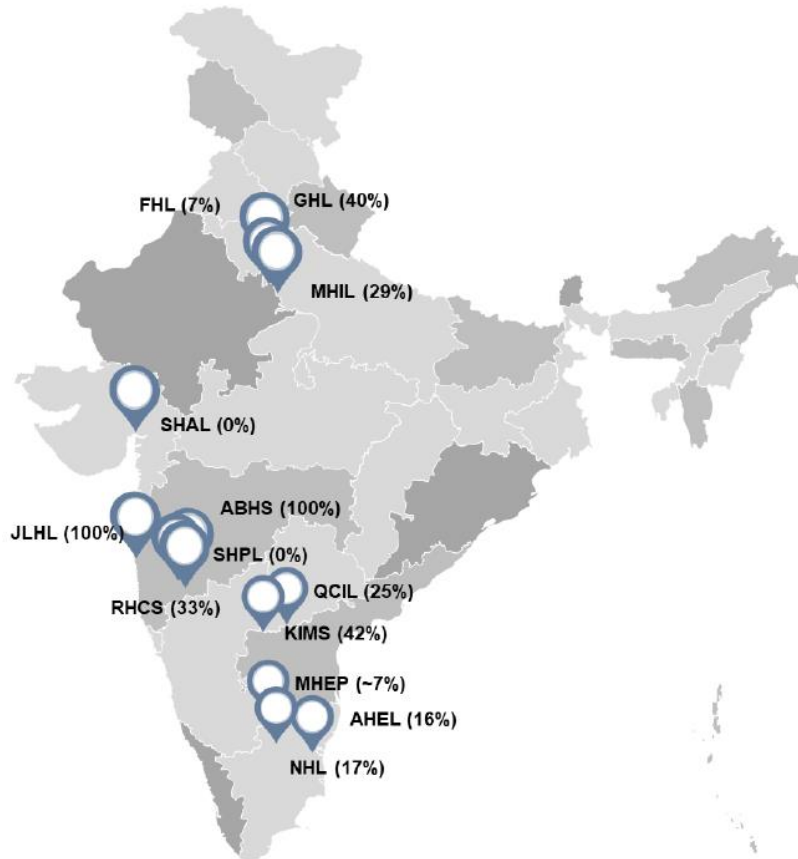 GHL (40%)
FHL (7%)
MHIL (29%)
SHAL (0%)
ABHS (100%)
JLHL (100%)
SHPL (0%)
QCIL (25%)
RHCS (33%)
KIMS (42%)
MHEP (~7%)
AHEL (16%)
NHL (17%)